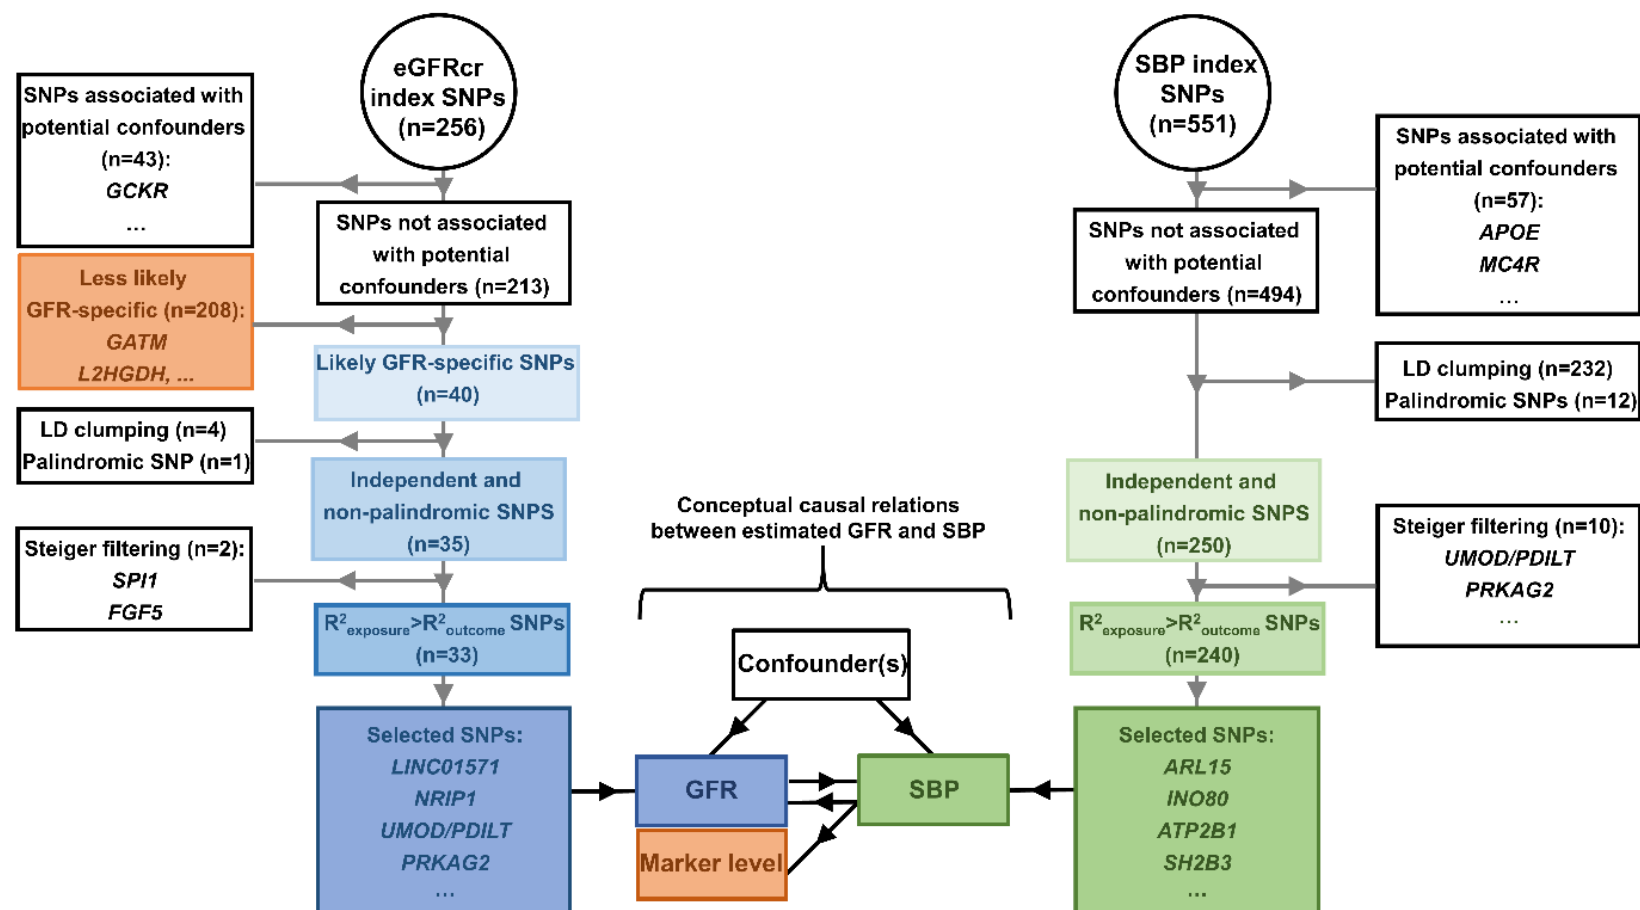 eGFRcr
index SNPs
(n=256)
SNPs associated with
potential confounders
(n=43):
GCKR
...
SNPs not associated
with potential
confounders (n=213)
Less likely
GFR-specific (n=208):
GATM
L2HGDH, ...
Likely GFR-specific SNPs
(n=40)
LD clumping (n=4)
Palindromic SNP (n=1)
Independent and
non-palindromic SNPS
(n=35)
Steiger filtering (n=2):
SPI1
FGF5
R²exposure>R²outcome SNPs
(n=33)
Selected SNPs:
LINC01571
NRIP1
UMOD/PDILT
PRKAG2
...
Conceptual causal relations
between estimated GFR and SBP
Confounder(s)
GFR
SBP
Marker level
SBP index
SNPs
(n=551)
SNPs associated with
potential confounders
(n=57):
APOE
MC4R
...
SNPs not associated
with potential
confounders (n=494)
LD clumping (n=232)
Palindromic SNPs (n=12)
Independent and
non-palindromic SNPS
(n=250)
Steiger filtering (n=10):
UMOD/PDILT
PRKAG2
...
R²exposure>R²outcome SNPs
(n=240)
Selected SNPs:
ARL15
INO80
ATP2B1
SH2B3
...